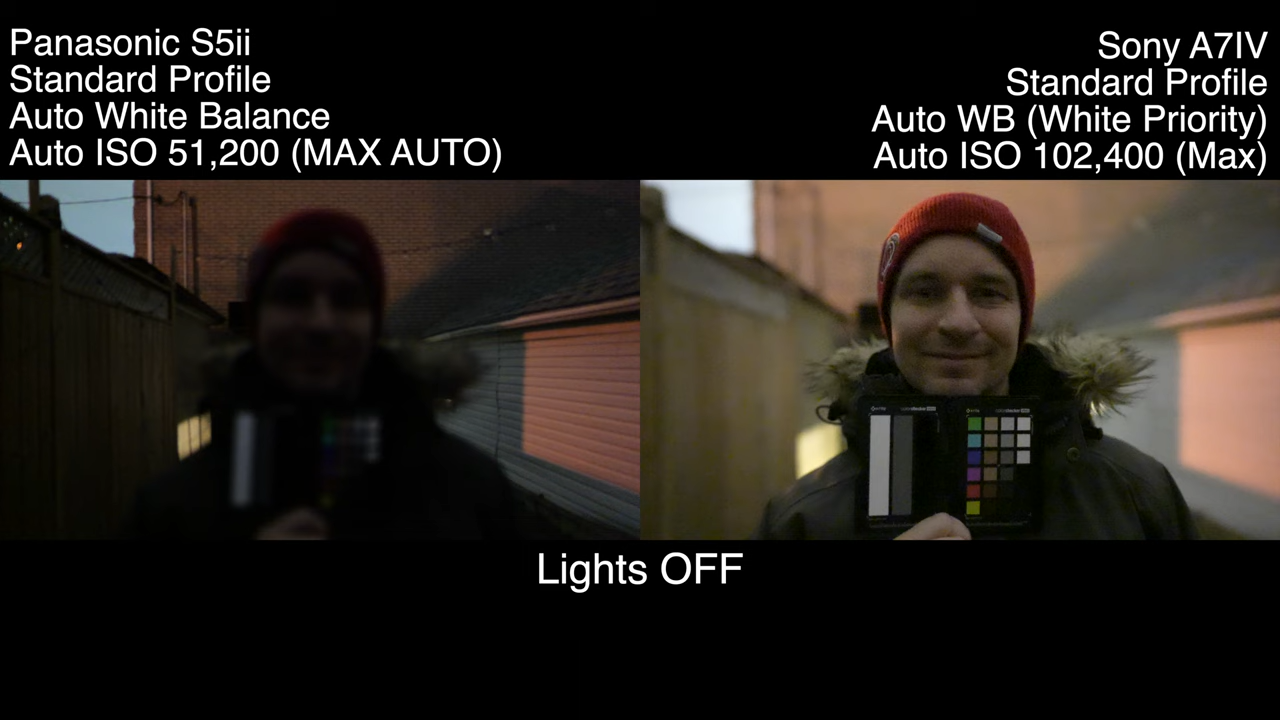 Panasonic S5ii
Standard Profile
Auto White Balance
Auto ISO 51,200 (MAX AUTO)
Sony A7IV
Standard Profile
Auto WB (White Priority)
Auto ISO 102,400 (Max)
Lights OFF